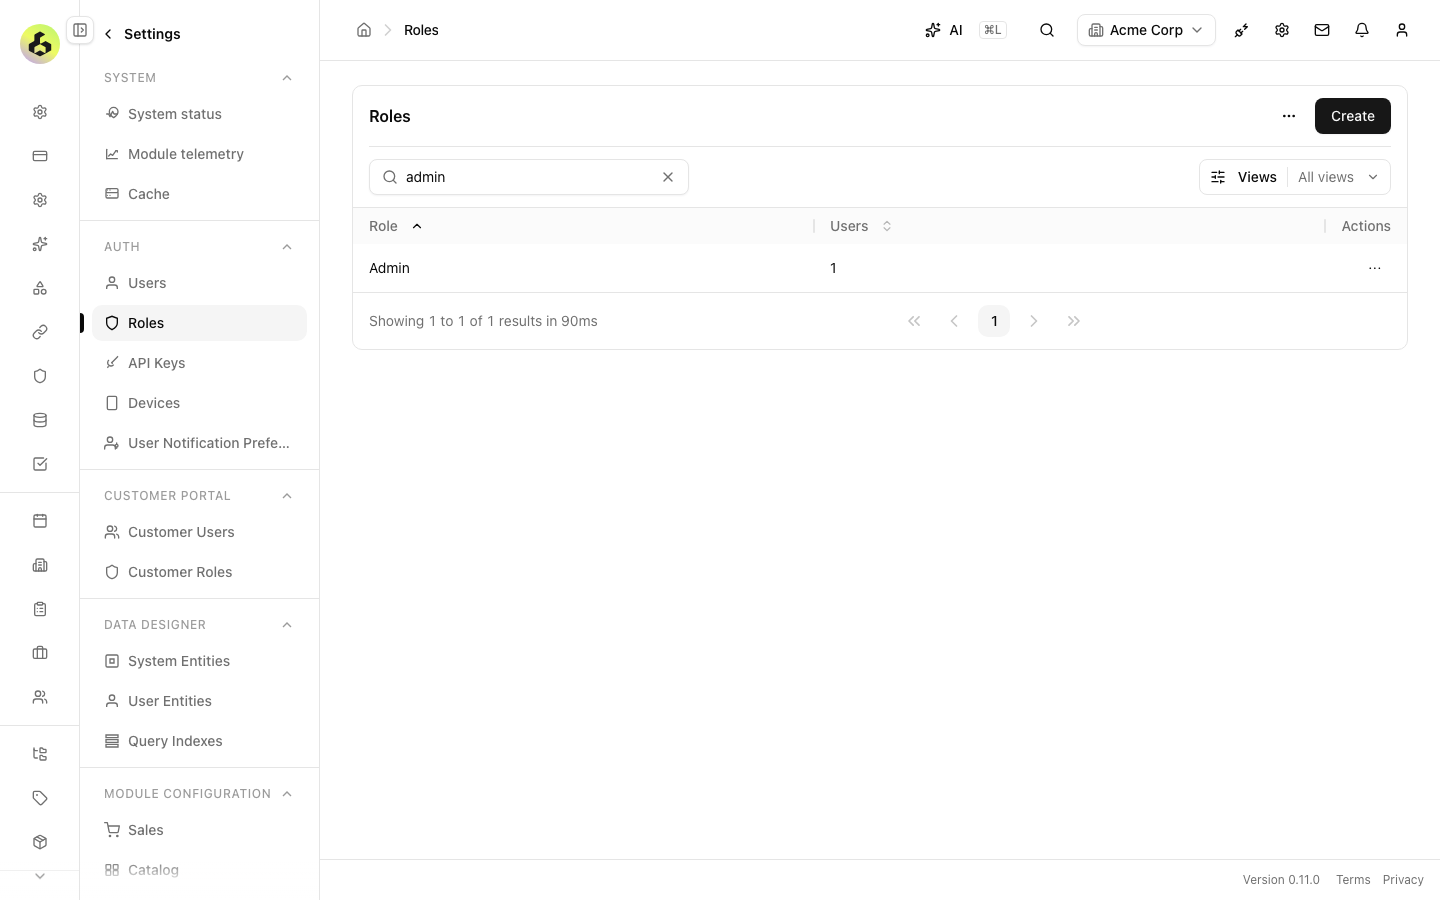 Settings
Roles
AI
⌘L
Acme Corp
SYSTEM
System status
Module telemetry
Cache
AUTH
Users
Roles
API Keys
Devices
User Notification Prefe...
CUSTOMER PORTAL
Customer Users
Customer Roles
DATA DESIGNER
System Entities
User Entities
Query Indexes
MODULE CONFIGURATION
Sales
Catalog
Roles
Create
admin
Views
All views
Role
Users
Actions
Admin
1
Showing 1 to 1 of 1 results in 90ms
1
Version 0.11.0
Terms
Privacy